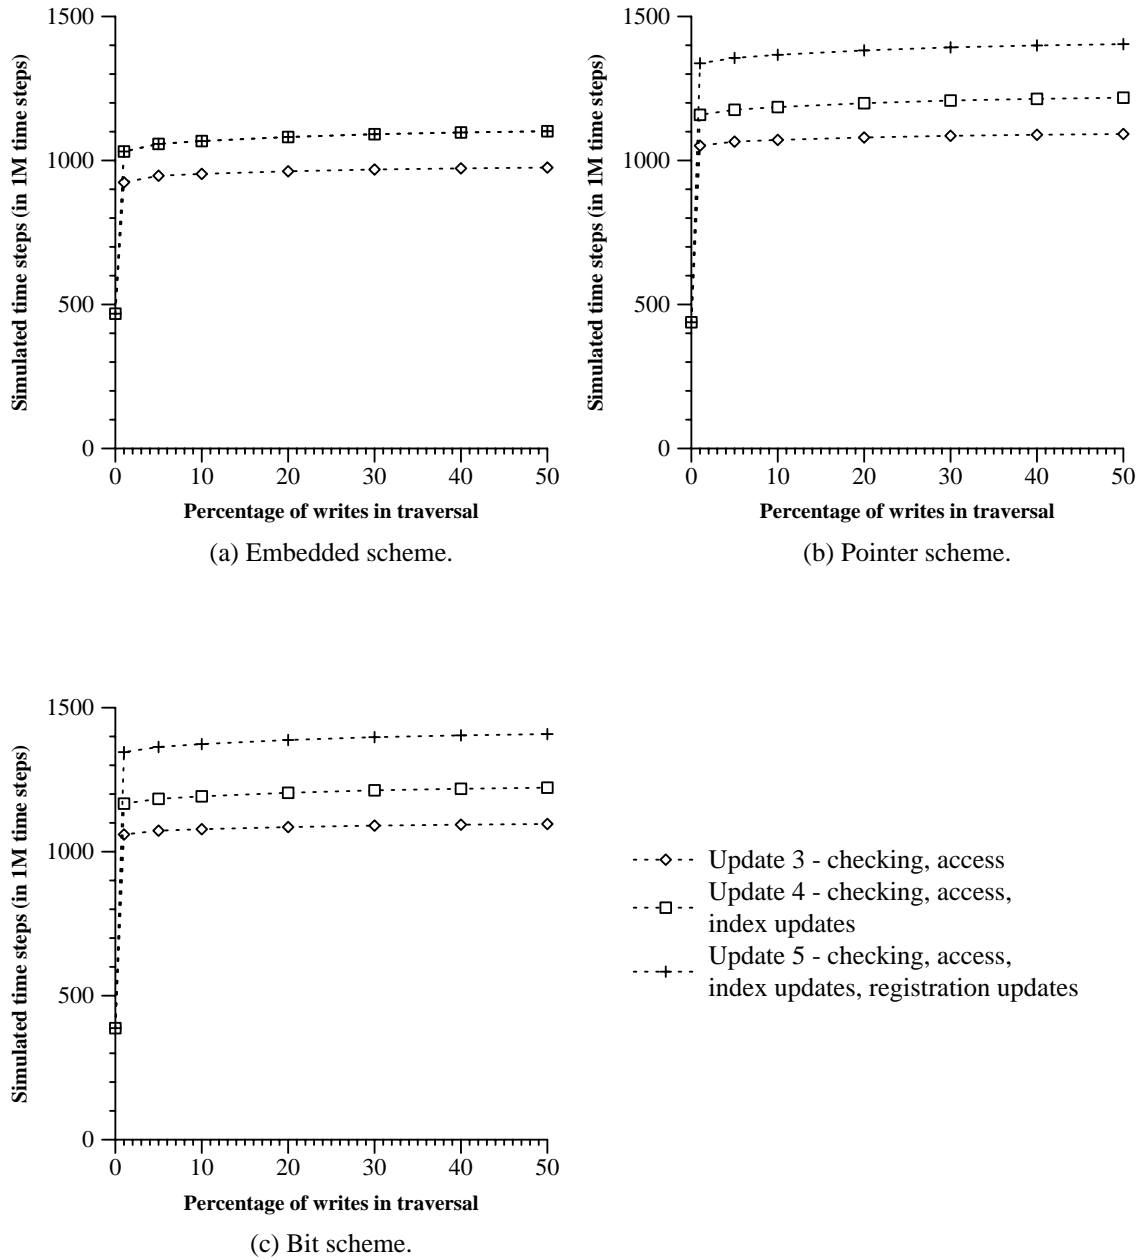 1500
1000
500
0
Simulated time steps (in 1M time steps)
0 10 20 30 40 50
Percentage of writes in traversal
(a) Embedded scheme.
1500
1000
500
0
Simulated time steps (in 1M time steps)
0 10 20 30 40 50
Percentage of writes in traversal
(b) Pointer scheme.
1500
1000
500
0
Simulated time steps (in 1M time steps)
0 10 20 30 40 50
Percentage of writes in traversal
(c) Bit scheme.
Update 3 - checking, access
Update 4 - checking, access,
index updates
Update 5 - checking, access,
index updates, registration updates